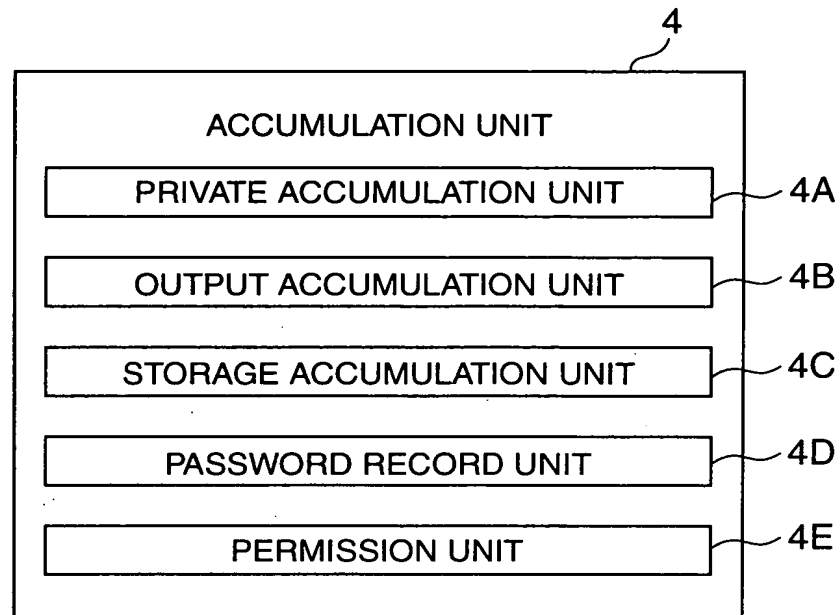 4
ACCUMULATION UNIT
PRIVATE ACCUMULATION UNIT 4A
OUTPUT ACCUMULATION UNIT 4B
STORAGE ACCUMULATION UNIT 4C
PASSWORD RECORD UNIT 4D
PERMISSION UNIT 4E